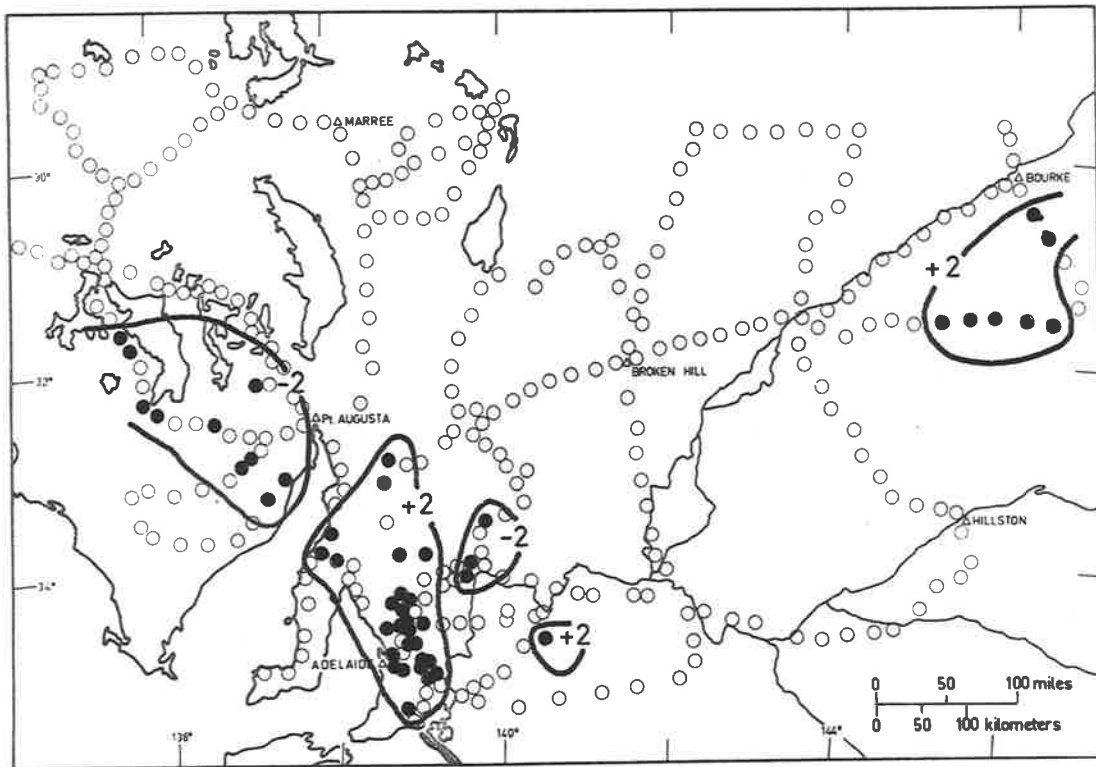 MARREE
30°
BOURKE
+2
32°
-2
BROKEN HILL
Pt. AUGUSTA
+2
-2
HILLSTON
34°
+2
ADELAIDE
0 50 100 miles
0 50 100 kilometers
136°
140°
144°